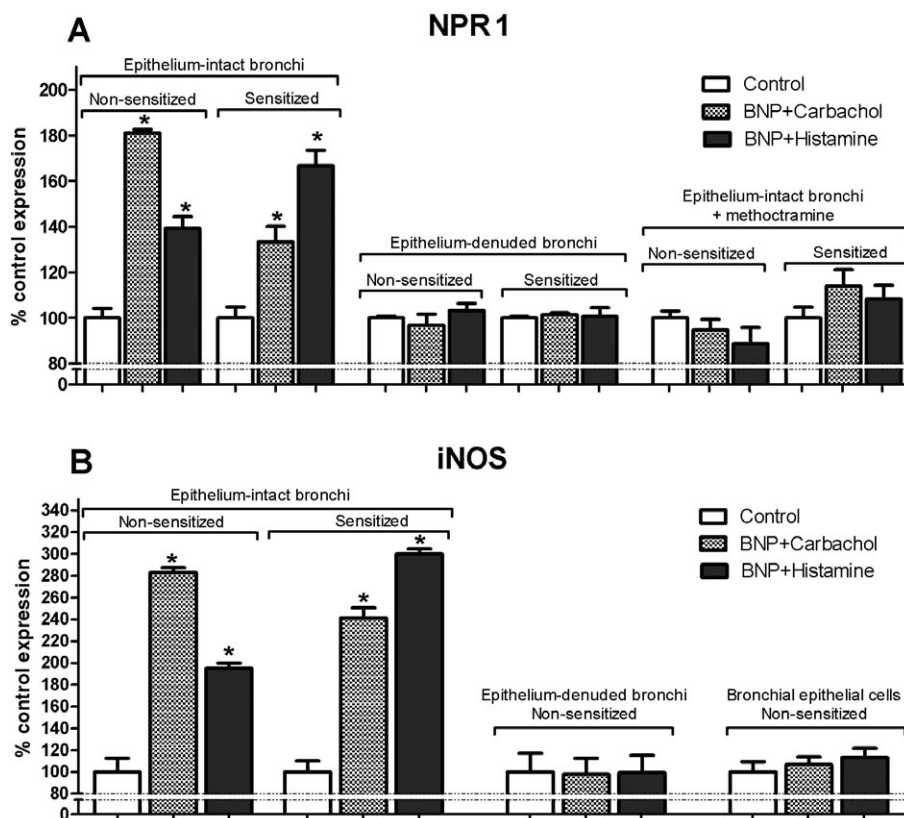 A
NPR 1
Epithelium-intact bronchi
Non-sensitized
Sensitized
Control
BNP+Carbachol
BNP+Histamine
Epithelium-denuded bronchi
Non-sensitized
Sensitized
Epithelium-intact bronchi
+ methoctramine
Non-sensitized
Sensitized
% control expression
200
180
160
140
120
100
80
0
*
*
*
*
B
iNOS
Epithelium-intact bronchi
Non-sensitized
Sensitized
Control
BNP+Carbachol
BNP+Histamine
Epithelium-denuded bronchi
Non-sensitized
Bronchial epithelial cells
Non-sensitized
% control expression
340
320
300
280
260
240
220
200
180
160
140
120
100
80
0
*
*
*
*